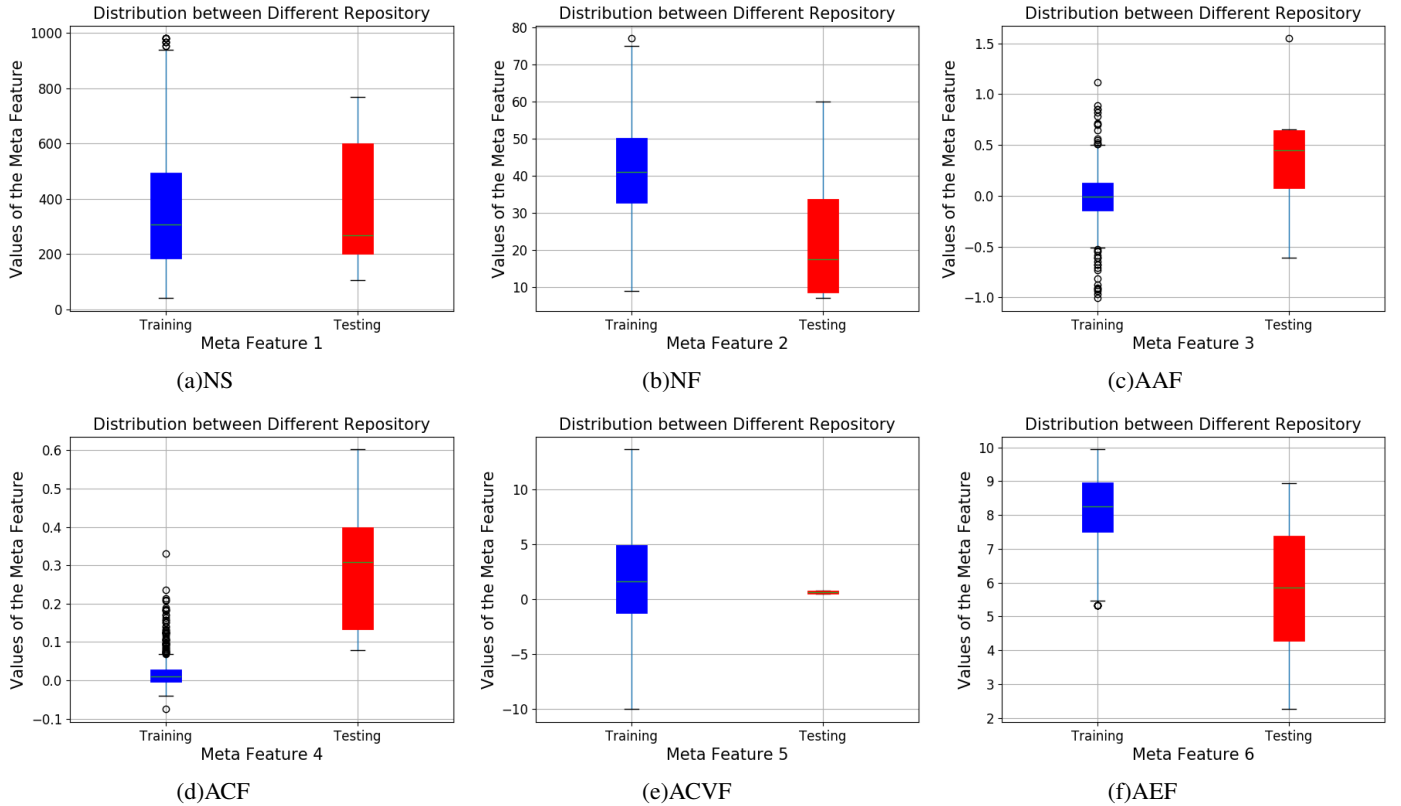 Distribution between Different Repository
Values of the Meta Feature
1000
800
600
400
200
0
Training
Testing
Meta Feature 1
(a)NS
Distribution between Different Repository
Values of the Meta Feature
80
70
60
50
40
30
20
10
Training
Testing
Meta Feature 2
(b)NF
Distribution between Different Repository
Values of the Meta Feature
1.5
1.0
0.5
0.0
−0.5
−1.0
Training
Testing
Meta Feature 3
(c)AAF
Distribution between Different Repository
Values of the Meta Feature
0.6
0.5
0.4
0.3
0.2
0.1
0.0
−0.1
Training
Testing
Meta Feature 4
(d)ACF
Distribution between Different Repository
Values of the Meta Feature
10
5
0
−5
−10
Training
Testing
Meta Feature 5
(e)ACVF
Distribution between Different Repository
Values of the Meta Feature
10
9
8
7
6
5
4
3
2
Training
Testing
Meta Feature 6
(f)AEF